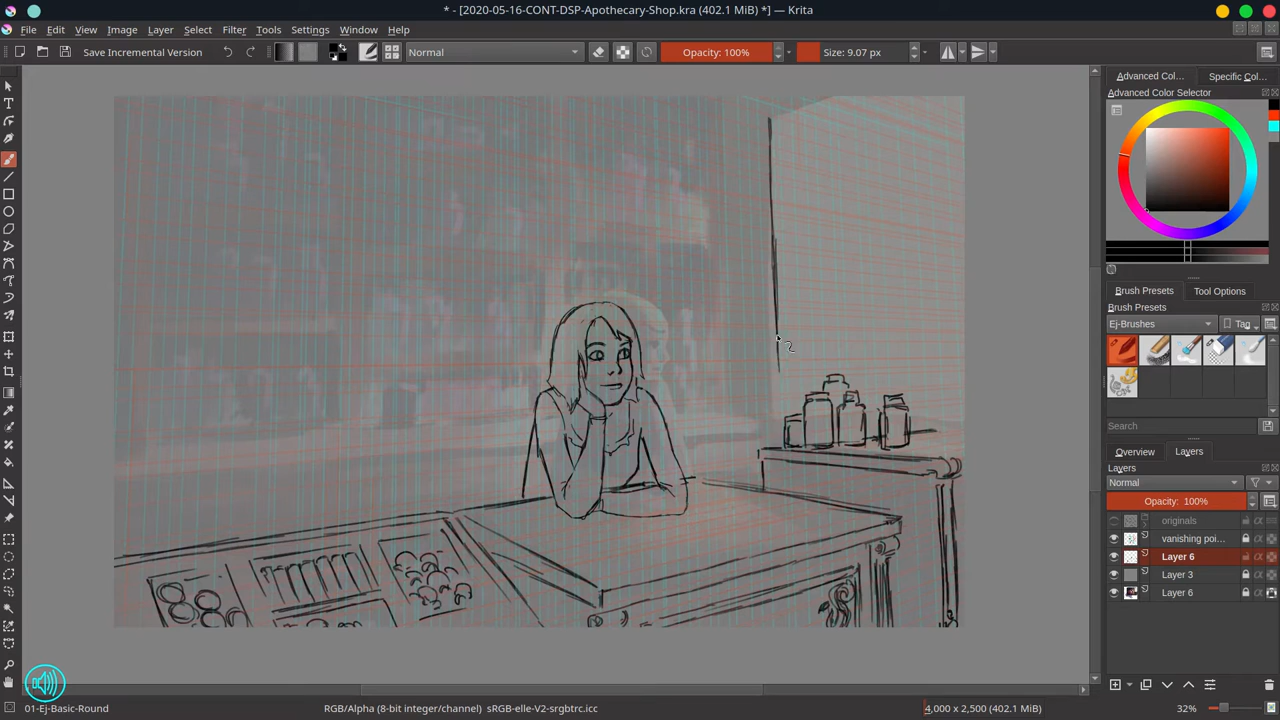 * - [2020-05-16-CONT-DSP-Apothecary-Shop.kra (402.1 MiB) *] — Krita
File Edit View Image Layer Select Filter Tools Settings Window Help
Save Incremental Version Normal Opacity: 100% Size: 9.07 px
Advanced Col... Specific Col...
Advanced Color Selector
Brush Presets Tool Options
Brush Presets
Ej-Brushes Tag
Search
Overview Layers
Layers
Normal
Opacity: 100%
originals
vanishing poi...
Layer 6
Layer 3
Layer 6
01-Ej-Basic-Round RGB/Alpha (8-bit integer/channel) sRGB-elle-V2-srgbtrc.icc 4,000 x 2,500 (402.1 MiB) 32%